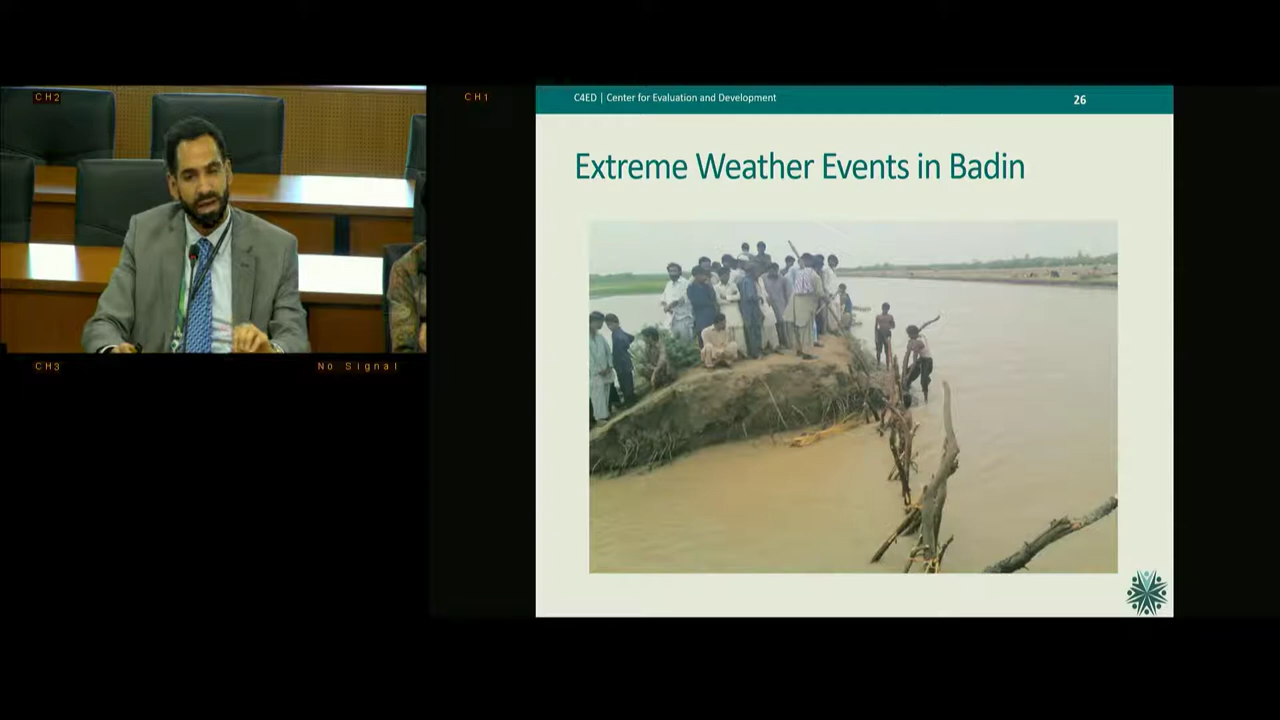 CH2
CH1
C4ED | Center for Evaluation and Development
26
Extreme Weather Events in Badin
CH3
No Signal